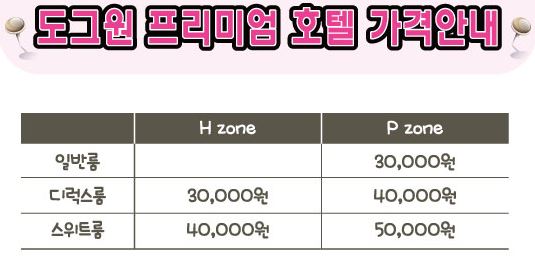 도그원 프리미엄 호텔 가격안내
H zone P zone
일반룸 30,000원
디럭스룸 30,000원 40,000원
스위트룸 40,000원 50,000원